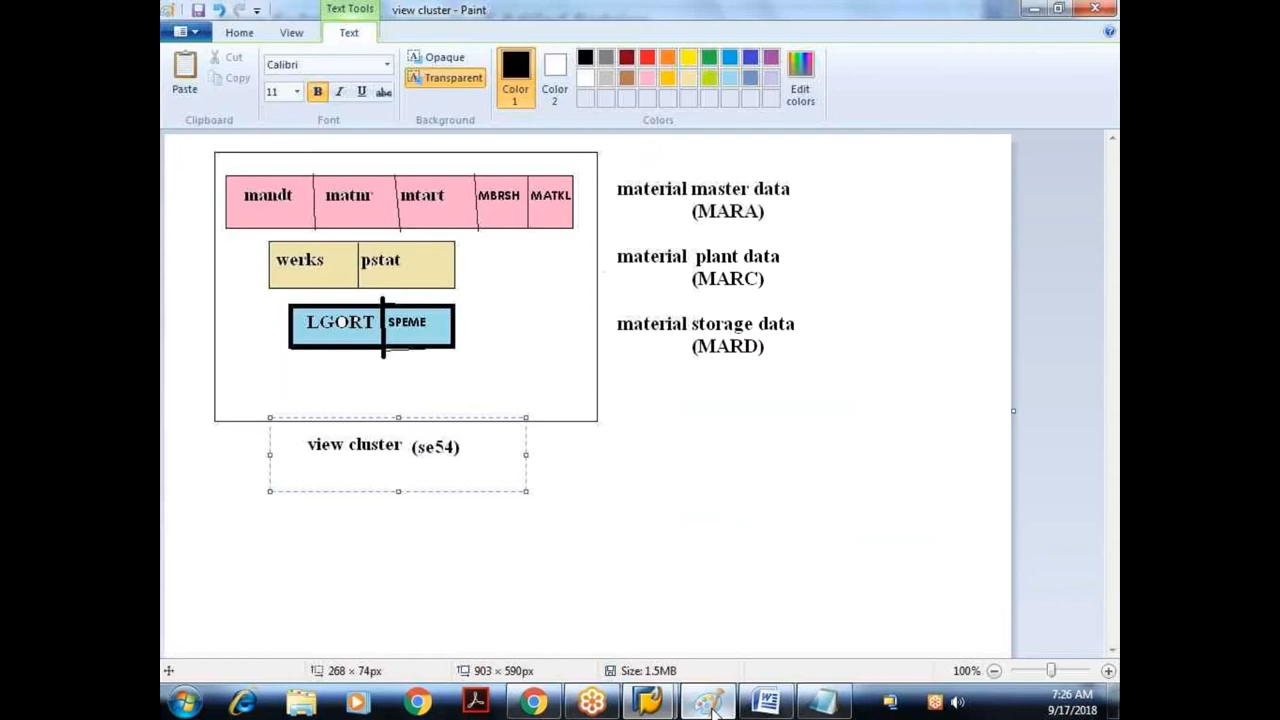 Text Tools
view cluster - Paint
Home
View
Text
Paste
Cut
Copy
Clipboard
Calibri
11
B
I
U
abc
Font
Opaque
Transparent
Background
Color 1
Color 2
Edit colors
Colors
mandt
matnr
mtart
MBRSH
MATKL
material master data
(MARA)
werks
pstat
material plant data
(MARC)
LGORT
SPEME
material storage data
(MARD)
view cluster (se54)
268 × 74px
903 × 590px
Size: 1.5MB
100%
7:26 AM
9/17/2018